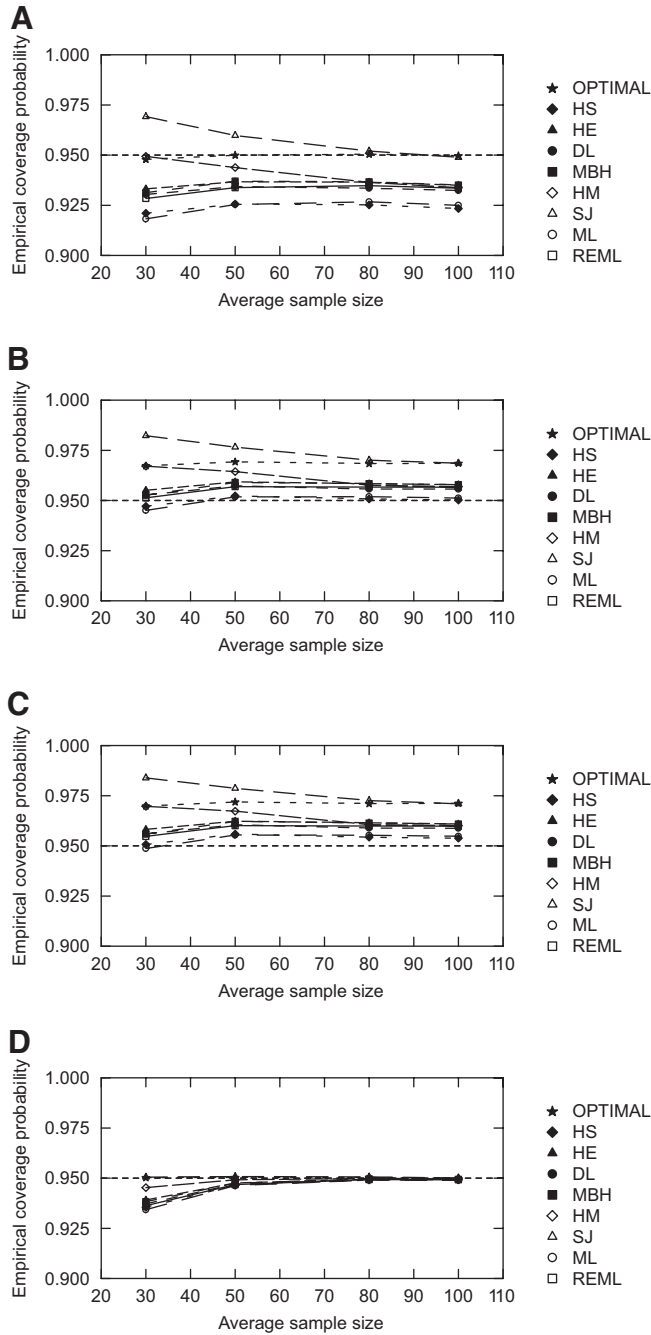 A
Empirical coverage probability
1.000
0.975
0.950
0.925
0.900
20 30 40 50 60 70 80 90 100 110
Average sample size
OPTIMAL
HS
HE
DL
MBH
HM
SJ
ML
REML
B
Empirical coverage probability
1.000
0.975
0.950
0.925
0.900
20 30 40 50 60 70 80 90 100 110
Average sample size
OPTIMAL
HS
HE
DL
MBH
HM
SJ
ML
REML
C
Empirical coverage probability
1.000
0.975
0.950
0.925
0.900
20 30 40 50 60 70 80 90 100 110
Average sample size
OPTIMAL
HS
HE
DL
MBH
HM
SJ
ML
REML
D
Empirical coverage probability
1.000
0.975
0.950
0.925
0.900
20 30 40 50 60 70 80 90 100 110
Average sample size
OPTIMAL
HS
HE
DL
MBH
HM
SJ
ML
REML